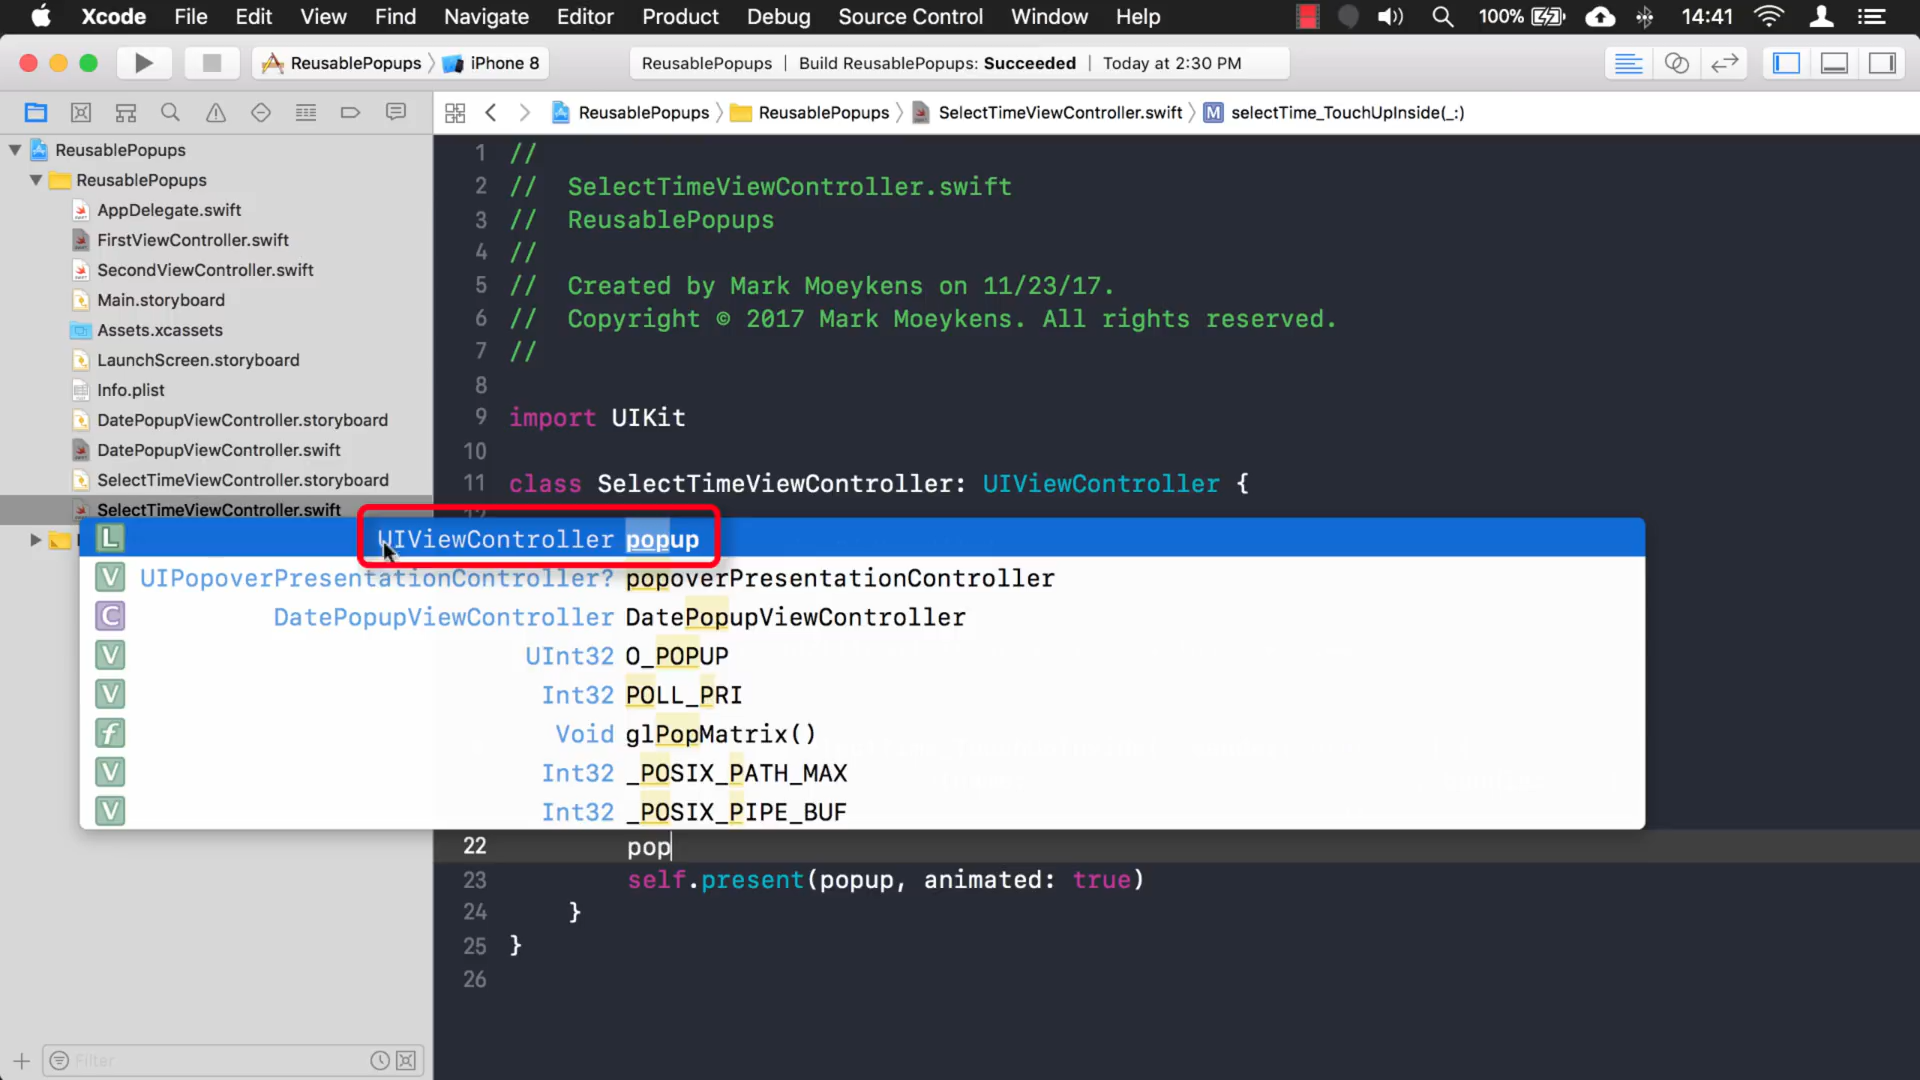 Xcode File Edit View Find Navigate Editor Product Debug Source Control Window Help 100% 14:41
ReusablePopups iPhone 8 ReusablePopups | Build ReusablePopups: Succeeded | Today at 2:30 PM
ReusablePopups ReusablePopups SelectTimeViewController.swift M selectTime_TouchUpInside(_:)
ReusablePopups
ReusablePopups
AppDelegate.swift
FirstViewController.swift
SecondViewController.swift
Main.storyboard
Assets.xcassets
LaunchScreen.storyboard
Info.plist
DatePopupViewController.storyboard
DatePopupViewController.swift
SelectTimeViewController.storyboard
SelectTimeViewController.swift
1 //
2 // SelectTimeViewController.swift
3 // ReusablePopups
4 //
5 // Created by Mark Moeykens on 11/23/17.
6 // Copyright © 2017 Mark Moeykens. All rights reserved.
7 //
8
9 import UIKit
10
11 class SelectTimeViewController: UIViewController {
L UIViewController popup
V UIPopoverPresentationController? popoverPresentationController
C DatePopupViewController DatePopupViewController
V UInt32 O_POPUP
V Int32 POLL_PRI
f Void glPopMatrix()
V Int32 _POSIX_PATH_MAX
V Int32 _POSIX_PIPE_BUF
22 pop
23 self.present(popup, animated: true)
24 }
25 }
26
Filter